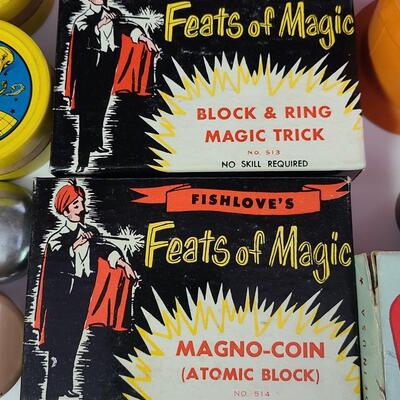 Feats of Magic
BLOCK & RING
MAGIC TRICK
NO. 513
NO SKILL REQUIRED
FISHLOVE'S
Feats of Magic
MAGNO-COIN
(ATOMIC BLOCK)
NO. 514
IN U.S.A.